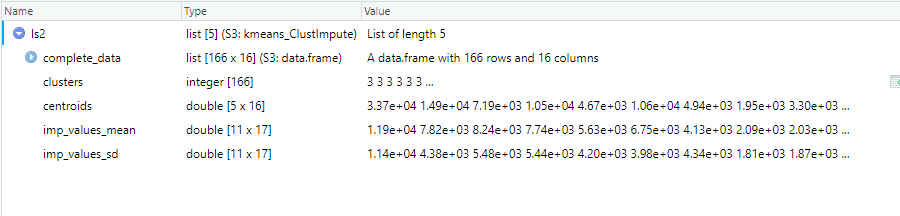 Name Type Value
ls2 list [5] (S3: kmeans_ClustImpute) List of length 5
complete_data list [166 x 16] (S3: data.frame) A data.frame with 166 rows and 16 columns
clusters integer [166] 3 3 3 3 3 3 ...
centroids double [5 x 16] 3.37e+04 1.49e+04 7.19e+03 1.05e+04 4.67e+03 1.06e+04 4.94e+03 1.95e+03 3.30e+03 ...
imp_values_mean double [11 x 17] 1.19e+04 7.82e+03 8.24e+03 7.74e+03 5.63e+03 6.75e+03 4.13e+03 2.09e+03 2.03e+03 ...
imp_values_sd double [11 x 17] 1.14e+04 4.38e+03 5.48e+03 5.44e+03 4.20e+03 3.98e+03 4.34e+03 1.81e+03 1.87e+03 ...